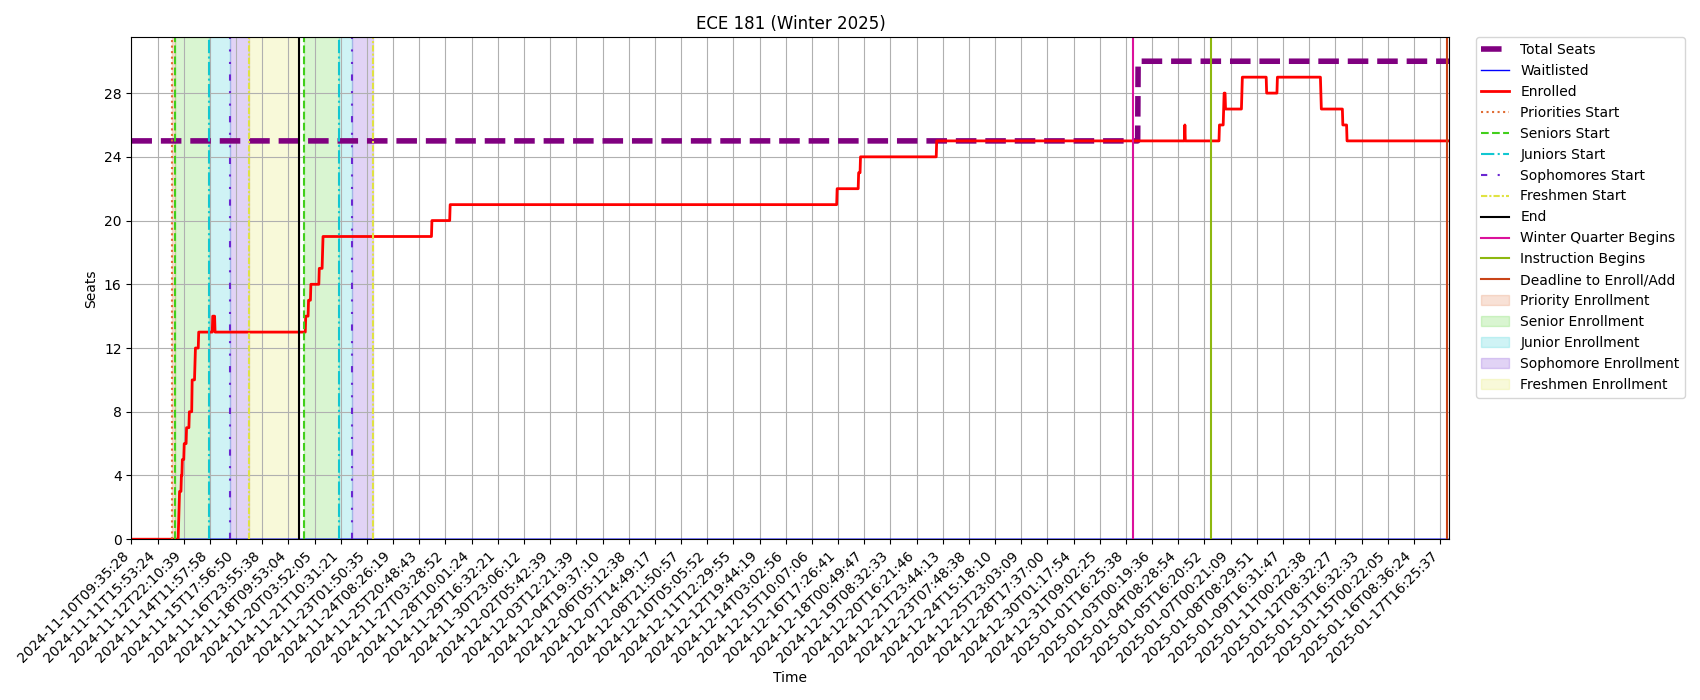 ECE 181 (Winter 2025)
Seats
28
24
20
16
12
8
4
0
2024-11-10T09:35:28
2024-11-11T15:53:24
2024-11-12T22:10:39
2024-11-14T11:57:58
2024-11-15T17:56:50
2024-11-16T23:55:38
2024-11-18T09:53:04
2024-11-20T03:52:05
2024-11-21T10:31:21
2024-11-23T01:50:35
2024-11-24T08:26:19
2024-11-25T20:48:43
2024-11-27T03:28:52
2024-11-28T10:01:24
2024-11-29T16:32:21
2024-11-30T23:06:12
2024-12-02T05:42:39
2024-12-03T12:21:39
2024-12-04T19:37:10
2024-12-06T05:12:38
2024-12-07T14:49:17
2024-12-08T21:50:57
2024-12-10T05:05:52
2024-12-11T12:29:55
2024-12-12T19:44:19
2024-12-14T03:02:56
2024-12-15T10:07:06
2024-12-16T17:26:41
2024-12-18T00:49:47
2024-12-19T08:32:33
2024-12-20T16:21:46
2024-12-21T23:44:13
2024-12-23T07:48:38
2024-12-24T15:18:10
2024-12-25T23:03:09
2024-12-28T17:37:00
2024-12-30T01:17:54
2024-12-31T09:02:25
2025-01-01T16:25:38
2025-01-03T00:19:36
2025-01-04T08:28:54
2025-01-05T16:20:52
2025-01-07T00:21:09
2025-01-08T08:29:51
2025-01-09T16:31:47
2025-01-11T00:22:38
2025-01-12T08:32:27
2025-01-13T16:32:33
2025-01-15T00:22:05
2025-01-16T08:36:24
2025-01-17T16:25:37
Time
Total Seats
Waitlisted
Enrolled
Priorities Start
Seniors Start
Juniors Start
Sophomores Start
Freshmen Start
End
Winter Quarter Begins
Instruction Begins
Deadline to Enroll/Add
Priority Enrollment
Senior Enrollment
Junior Enrollment
Sophomore Enrollment
Freshmen Enrollment